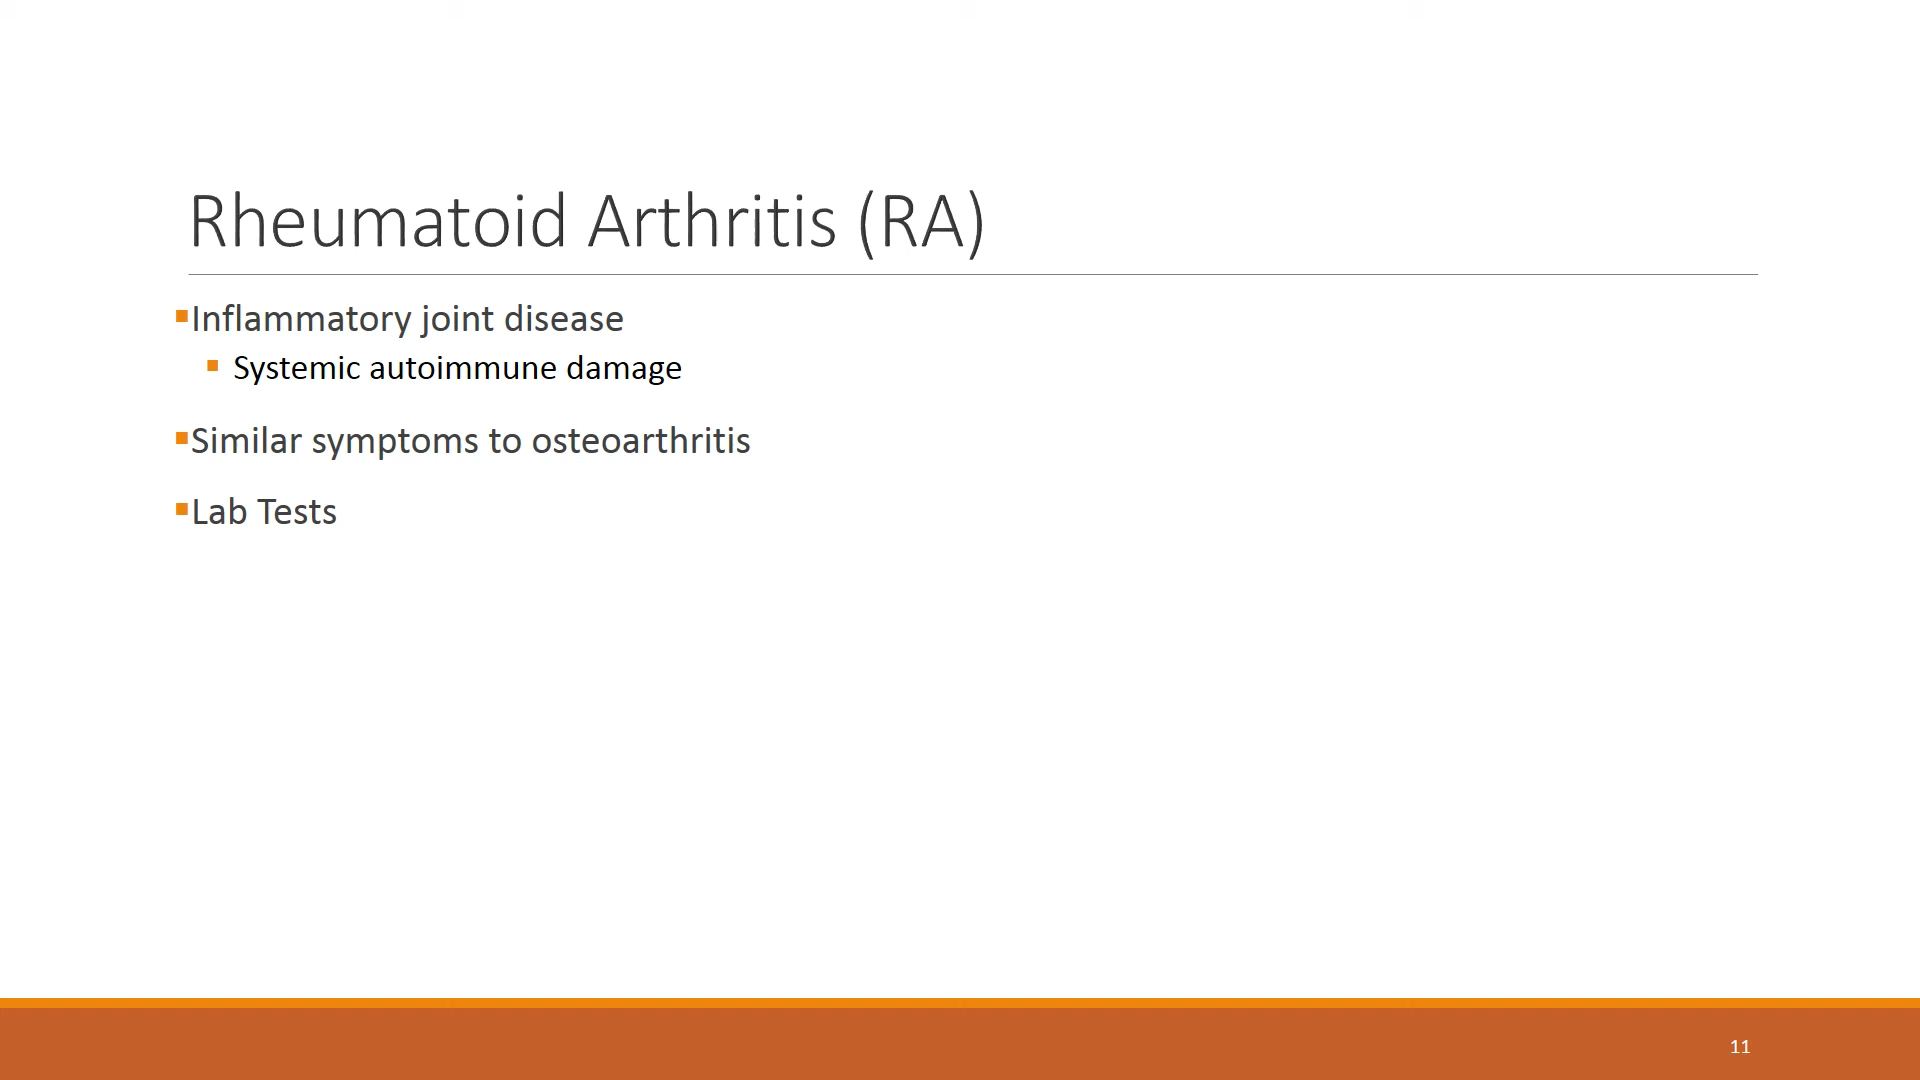 Rheumatoid Arthritis (RA)
Inflammatory joint disease
Systemic autoimmune damage
Similar symptoms to osteoarthritis
Lab Tests
11